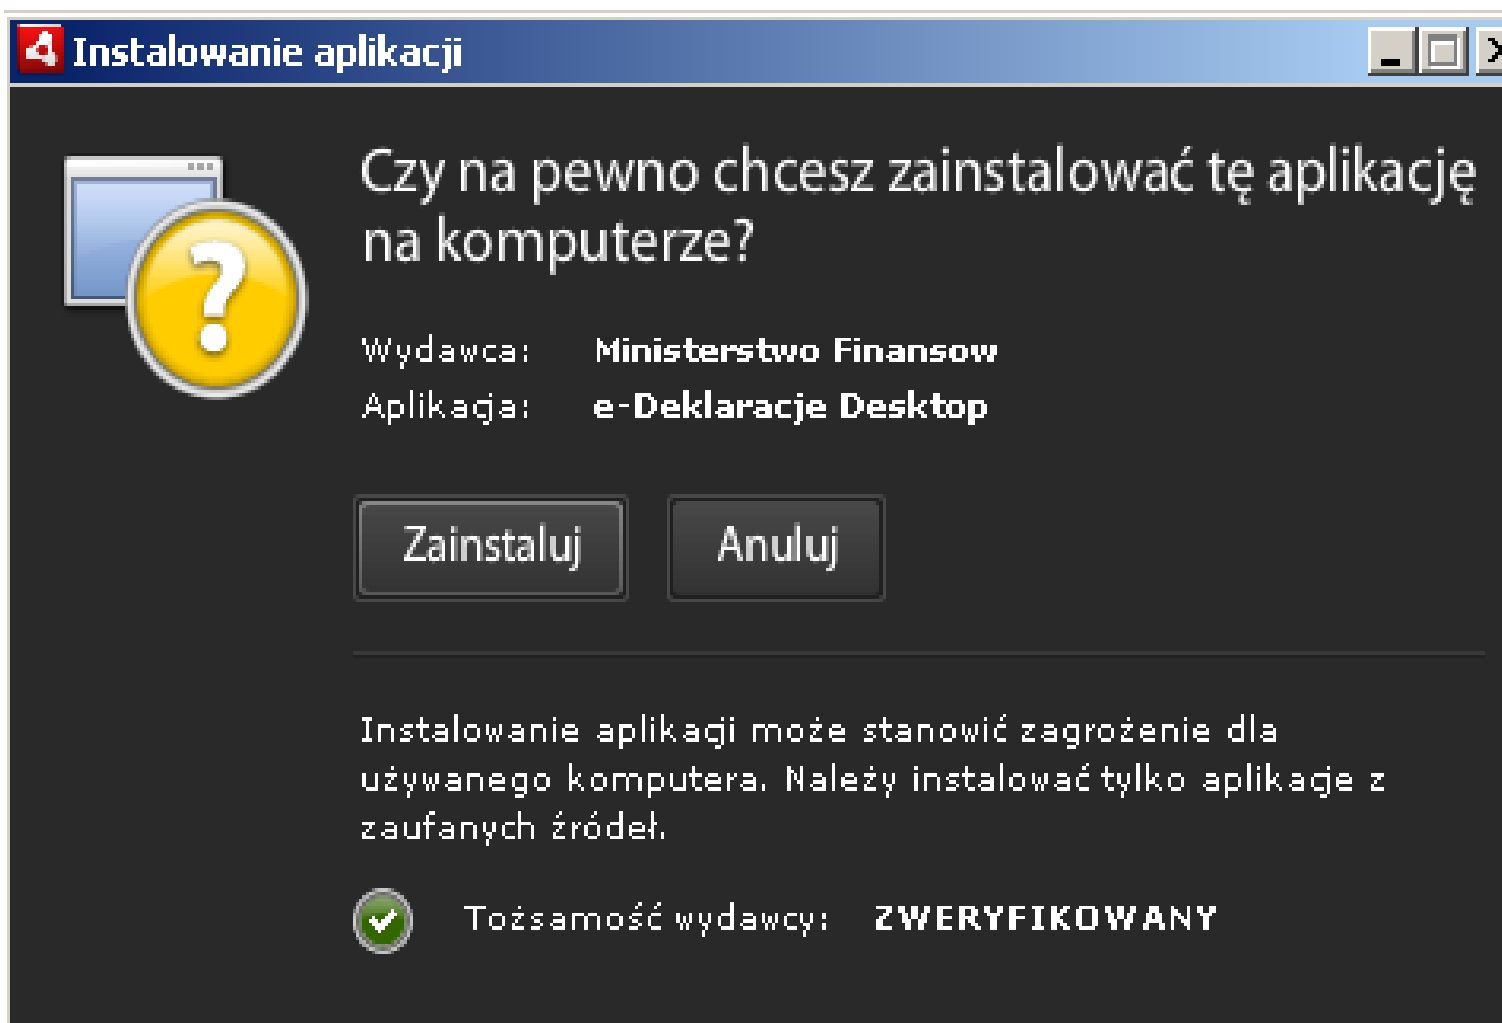 Instalowanie aplikacji
Czy na pewno chcesz zainstalować tę aplikację
na komputerze?
Wydawca: Ministerstwo Finansow
Aplikacja: e-Deklaracje Desktop
Zainstaluj Anuluj
Instalowanie aplikacji może stanowić zagrożenie dla
używanego komputera. Należy instalować tylko aplikacje z
zaufanych źródeł.
Tożsamość wydawcy: ZWERYFIKOWANY